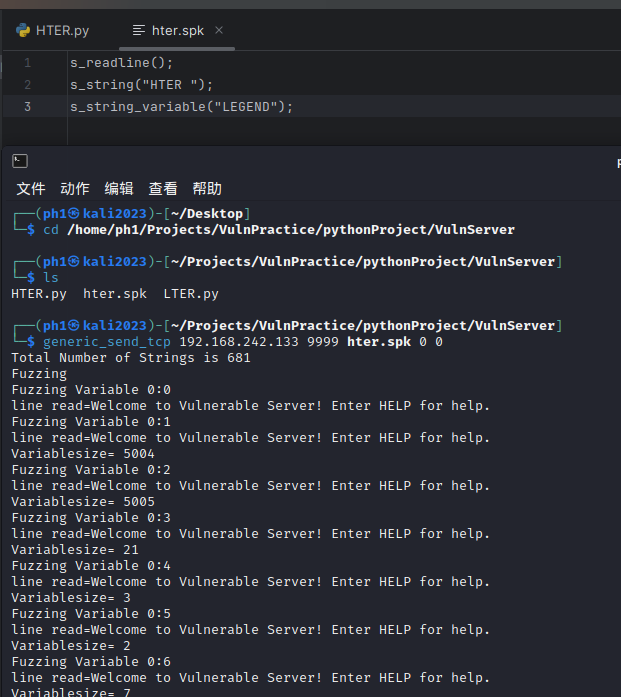 HTER.py hter.spk ×
1 s_readline();
2 s_string("HTER ");
3 s_string_variable("LEGEND");
文件 动作 编辑 查看 帮助
┌──(ph1㉿kali2023)-[~/Desktop]
└─$ cd /home/ph1/Projects/VulnPractice/pythonProject/VulnServer
┌──(ph1㉿kali2023)-[~/Projects/VulnPractice/pythonProject/VulnServer]
└─$ ls
HTER.py hter.spk LTER.py
┌──(ph1㉿kali2023)-[~/Projects/VulnPractice/pythonProject/VulnServer]
└─$ generic_send_tcp 192.168.242.133 9999 hter.spk 0 0
Total Number of Strings is 681
Fuzzing
Fuzzing Variable 0:0
line read=Welcome to Vulnerable Server! Enter HELP for help.
Fuzzing Variable 0:1
line read=Welcome to Vulnerable Server! Enter HELP for help.
Variablesize= 5004
Fuzzing Variable 0:2
line read=Welcome to Vulnerable Server! Enter HELP for help.
Variablesize= 5005
Fuzzing Variable 0:3
line read=Welcome to Vulnerable Server! Enter HELP for help.
Variablesize= 21
Fuzzing Variable 0:4
line read=Welcome to Vulnerable Server! Enter HELP for help.
Variablesize= 3
Fuzzing Variable 0:5
line read=Welcome to Vulnerable Server! Enter HELP for help.
Variablesize= 2
Fuzzing Variable 0:6
line read=Welcome to Vulnerable Server! Enter HELP for help.
Variablesize= 7